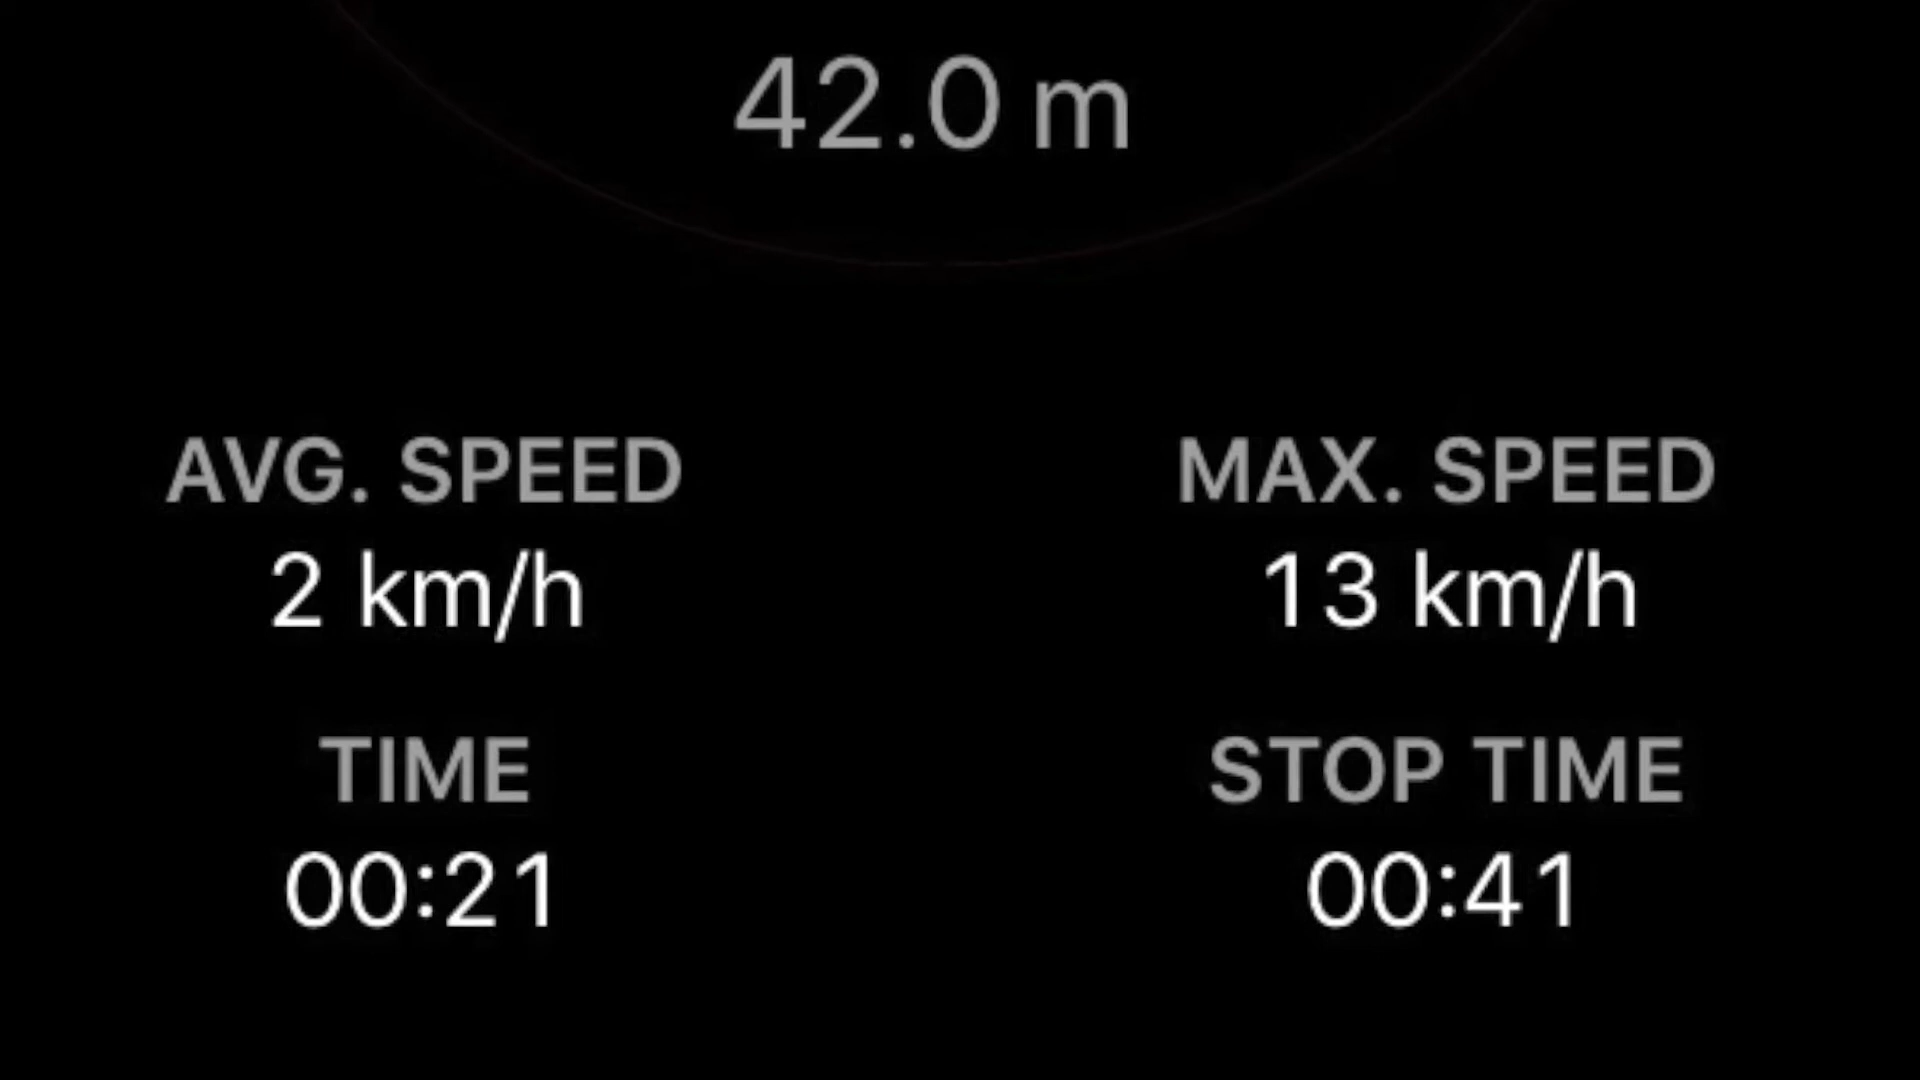 42.0 m
AVG. SPEED MAX. SPEED
2 km/h 13 km/h
TIME STOP TIME
00:21 00:41